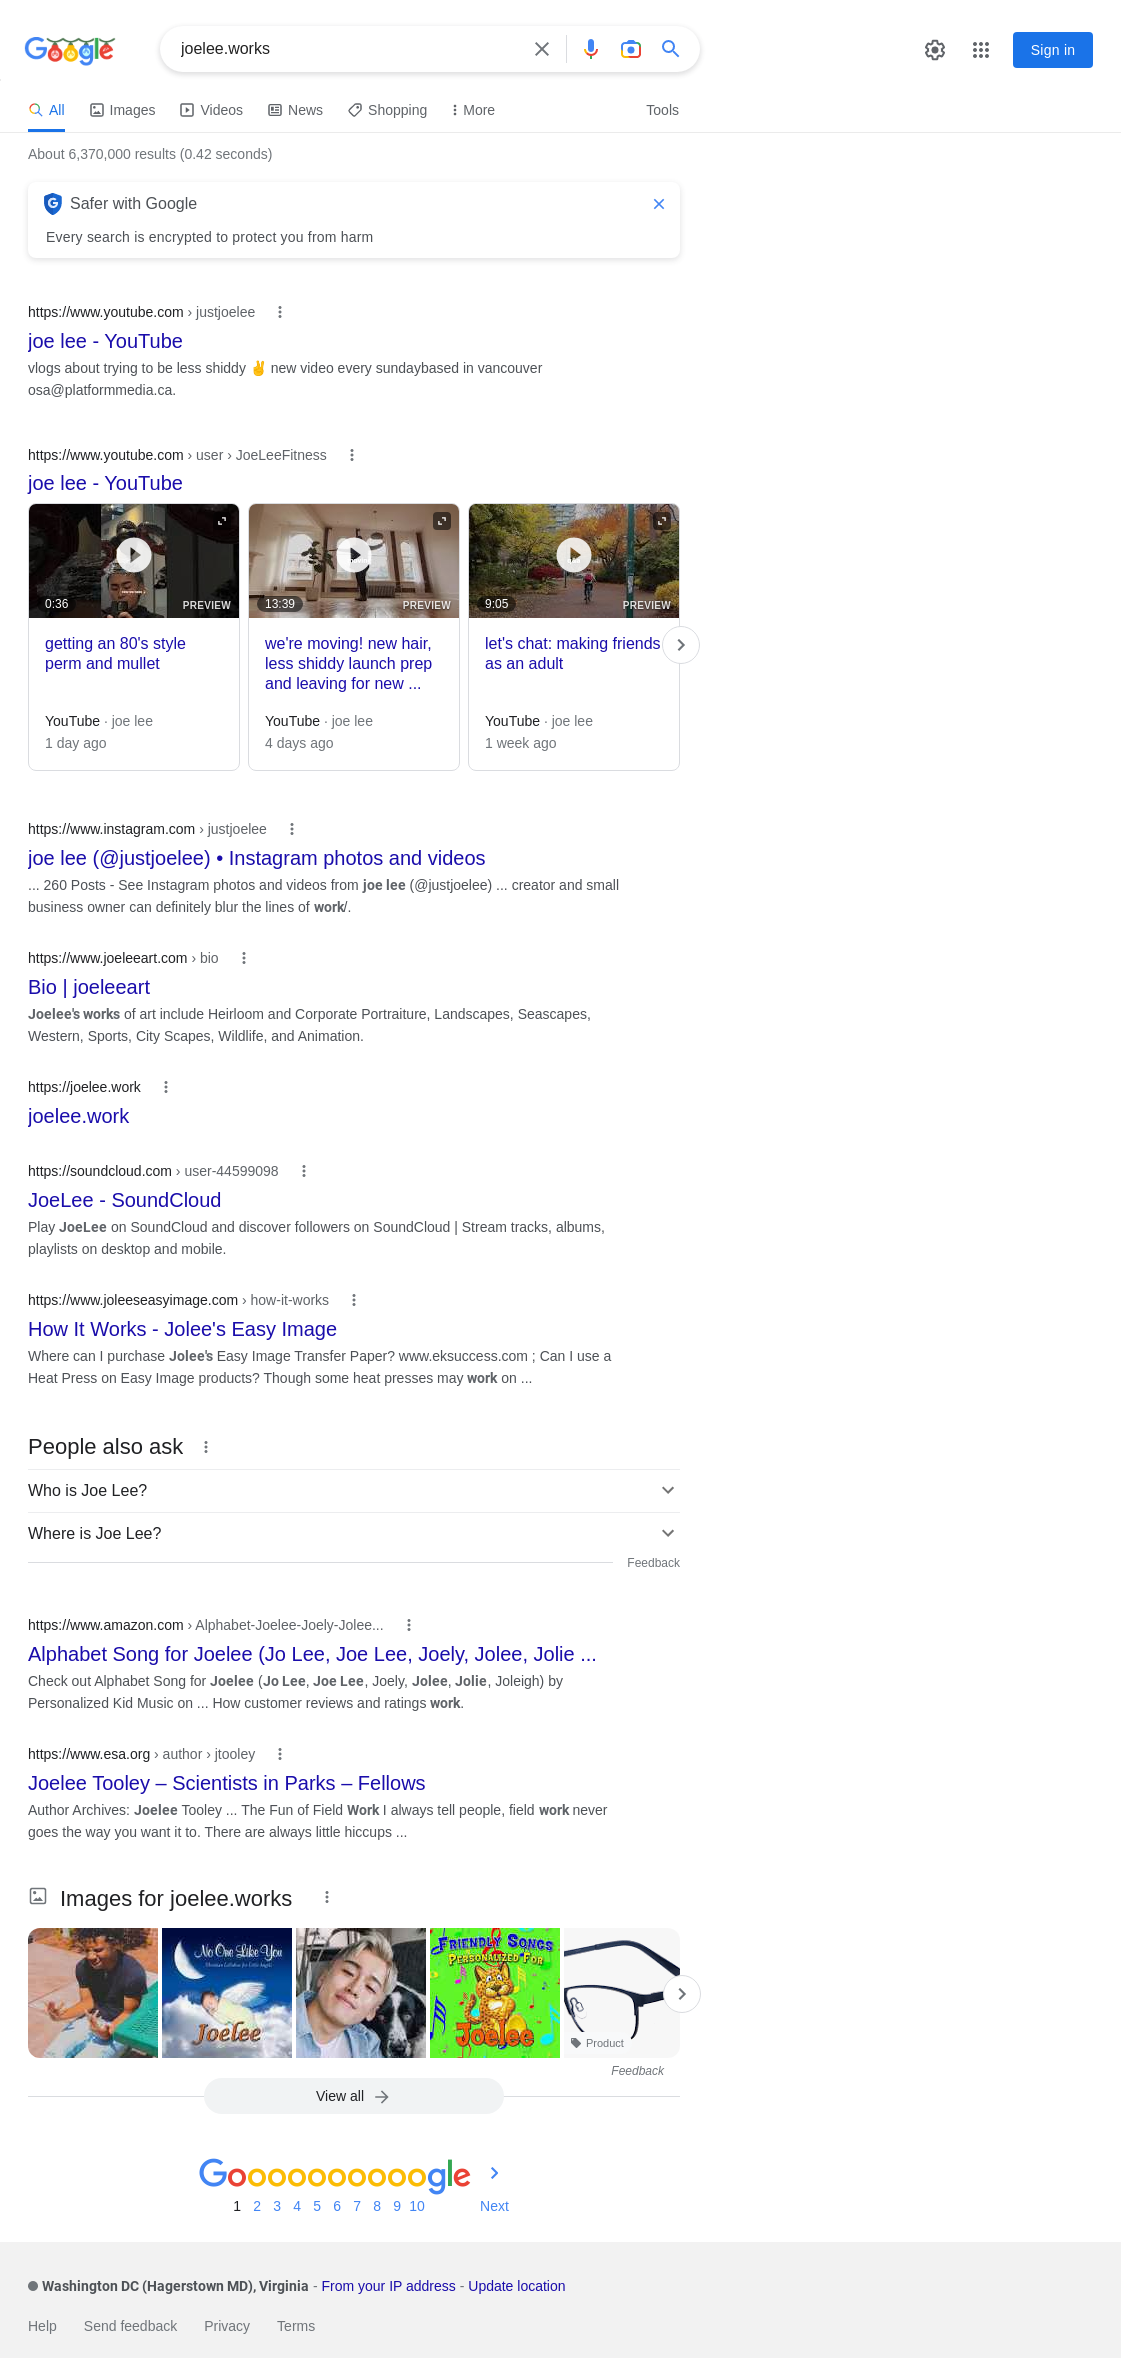 Google
joelee.works
Sign in
All
Images
Videos
News
Shopping
More
Tools
About 6,370,000 results (0.42 seconds)
Safer with Google
Every search is encrypted to protect you from harm
https://www.youtube.com › justjoelee
joe lee - YouTube
vlogs about trying to be less shiddy ✌ new video every sundaybased in vancouver
osa@platformmedia.ca.
https://www.youtube.com › user › JoeLeeFitness
joe lee - YouTube
0:36
PREVIEW
13:39
PREVIEW
9:05
PREVIEW
getting an 80's style
perm and mullet
we're moving! new hair,
less shiddy launch prep
and leaving for new ...
let's chat: making friends
as an adult
YouTube · joe lee
1 day ago
YouTube · joe lee
4 days ago
YouTube · joe lee
1 week ago
https://www.instagram.com › justjoelee
joe lee (@justjoelee) • Instagram photos and videos
... 260 Posts - See Instagram photos and videos from joe lee (@justjoelee) ... creator and small
business owner can definitely blur the lines of work/.
https://www.joeleeart.com › bio
Bio | joeleeart
Joelee's works of art include Heirloom and Corporate Portraiture, Landscapes, Seascapes,
Western, Sports, City Scapes, Wildlife, and Animation.
https://joelee.work
joelee.work
https://soundcloud.com › user-44599098
JoeLee - SoundCloud
Play JoeLee on SoundCloud and discover followers on SoundCloud | Stream tracks, albums,
playlists on desktop and mobile.
https://www.joleeseasyimage.com › how-it-works
How It Works - Jolee's Easy Image
Where can I purchase Jolee's Easy Image Transfer Paper? www.eksuccess.com ; Can I use a
Heat Press on Easy Image products? Though some heat presses may work on ...
People also ask
Who is Joe Lee?
Where is Joe Lee?
Feedback
https://www.amazon.com › Alphabet-Joelee-Joely-Jolee...
Alphabet Song for Joelee (Jo Lee, Joe Lee, Joely, Jolee, Jolie ...
Check out Alphabet Song for Joelee (Jo Lee, Joe Lee, Joely, Jolee, Jolie, Joleigh) by
Personalized Kid Music on ... How customer reviews and ratings work.
https://www.esa.org › author › jtooley
Joelee Tooley – Scientists in Parks – Fellows
Author Archives: Joelee Tooley ... The Fun of Field Work I always tell people, field work never
goes the way you want it to. There are always little hiccups ...
Images for joelee.works
No One Like You
Joelee
FRIENDLY SONGS
PERSONALIZED FOR
Joelee
Product
Feedback
View all
Goooooooooogle
1 2 3 4 5 6 7 8 9 10 Next
Washington DC (Hagerstown MD), Virginia - From your IP address - Update location
Help
Send feedback
Privacy
Terms